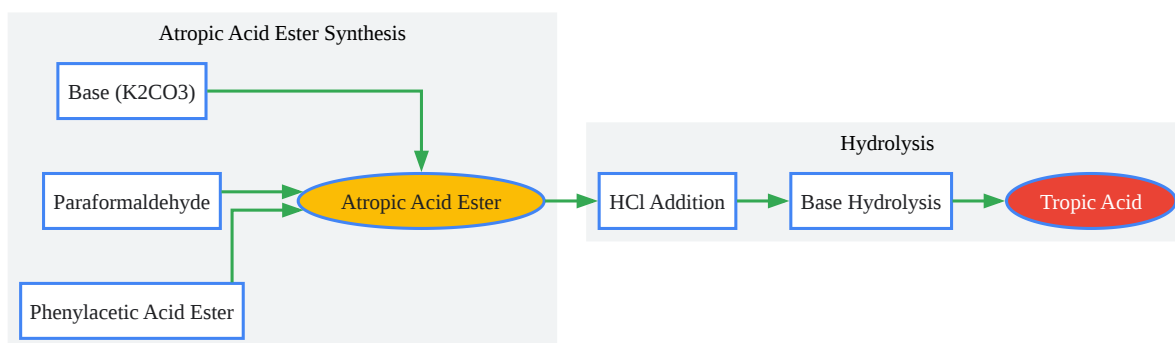 Atropic Acid Ester Synthesis
Base (K2CO3)
Paraformaldehyde
Phenylacetic Acid Ester
Atropic Acid Ester
Hydrolysis
HCl Addition
Base Hydrolysis
Tropic Acid